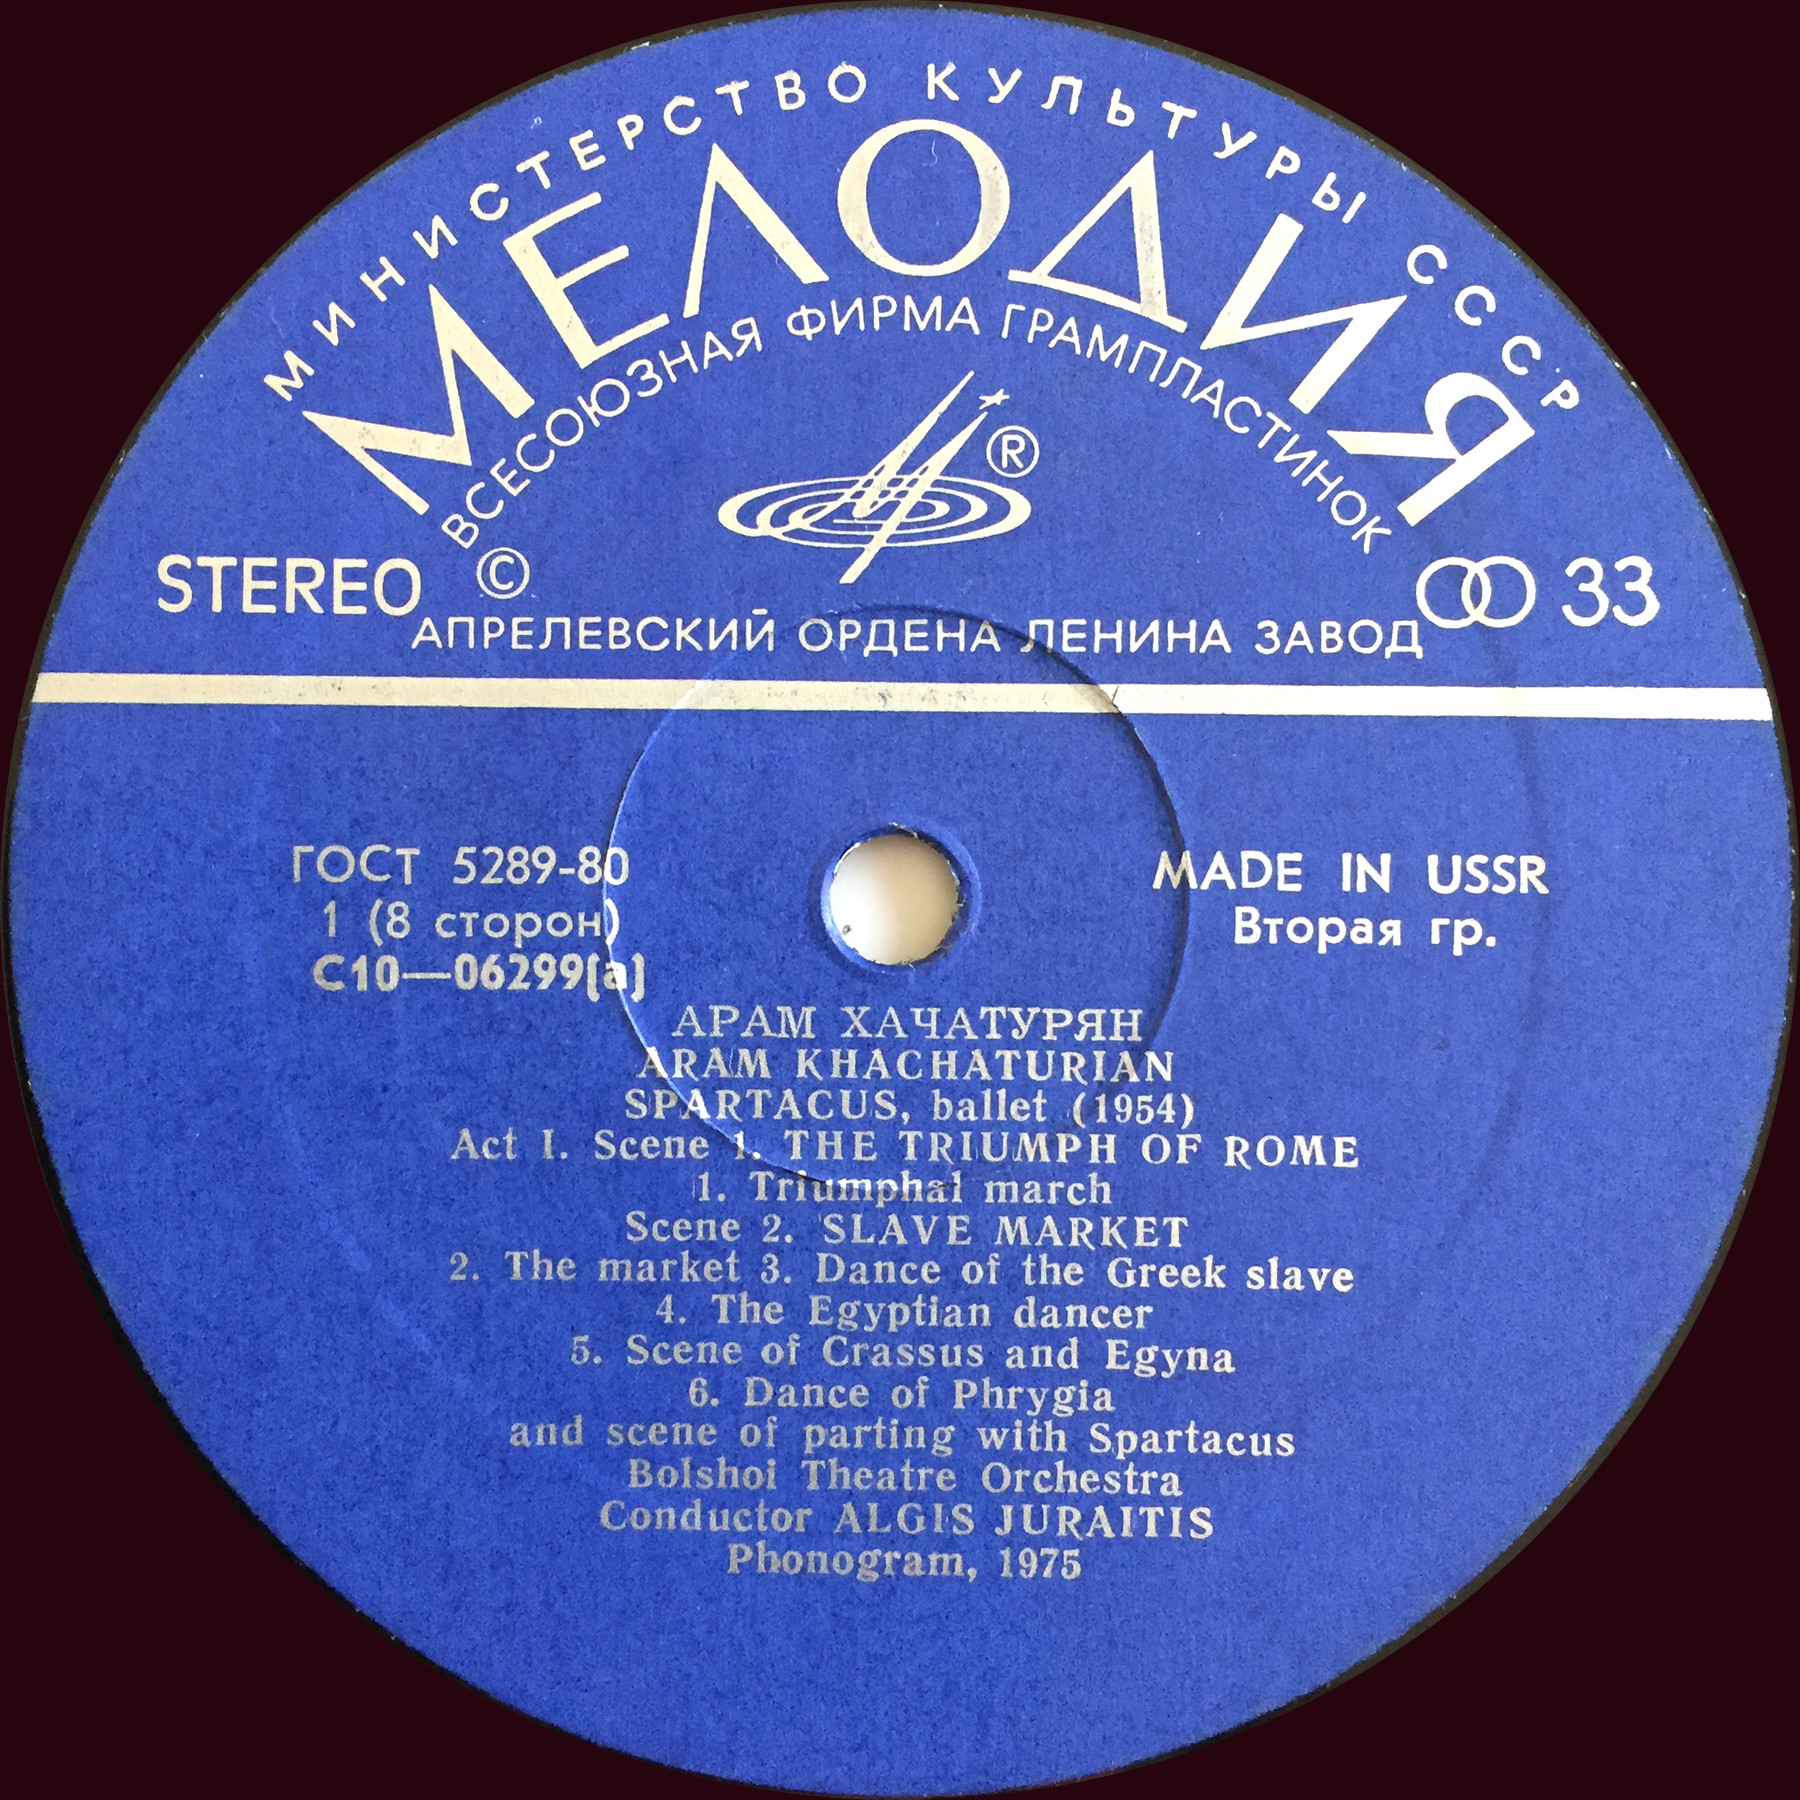 МИНИСТЕРСТВО КУЛЬТУРЫ СССР
МЕЛОДИЯ
ВСЕСОЮЗНАЯ ФИРМА ГРАМПЛАСТИНОК
®
STEREO © 33
АПРЕЛЕВСКИЙ ОРДЕНА ЛЕНИНА ЗАВОД
ГОСТ 5289-80
1 (8 сторон)
С10—06299(а)
MADE IN USSR
Вторая гр.
АРАМ ХАЧАТУРЯН
ARAM KHACHATURIAN
SPARTACUS, ballet (1954)
Act I. Scene 1. THE TRIUMPH OF ROME
1. Triumphal march
Scene 2. SLAVE MARKET
2. The market 3. Dance of the Greek slave
4. The Egyptian dancer
5. Scene of Crassus and Egyna
6. Dance of Phrygia
and scene of parting with Spartacus
Bolshoi Theatre Orchestra
Conductor ALGIS JURAITIS
Phonogram, 1975